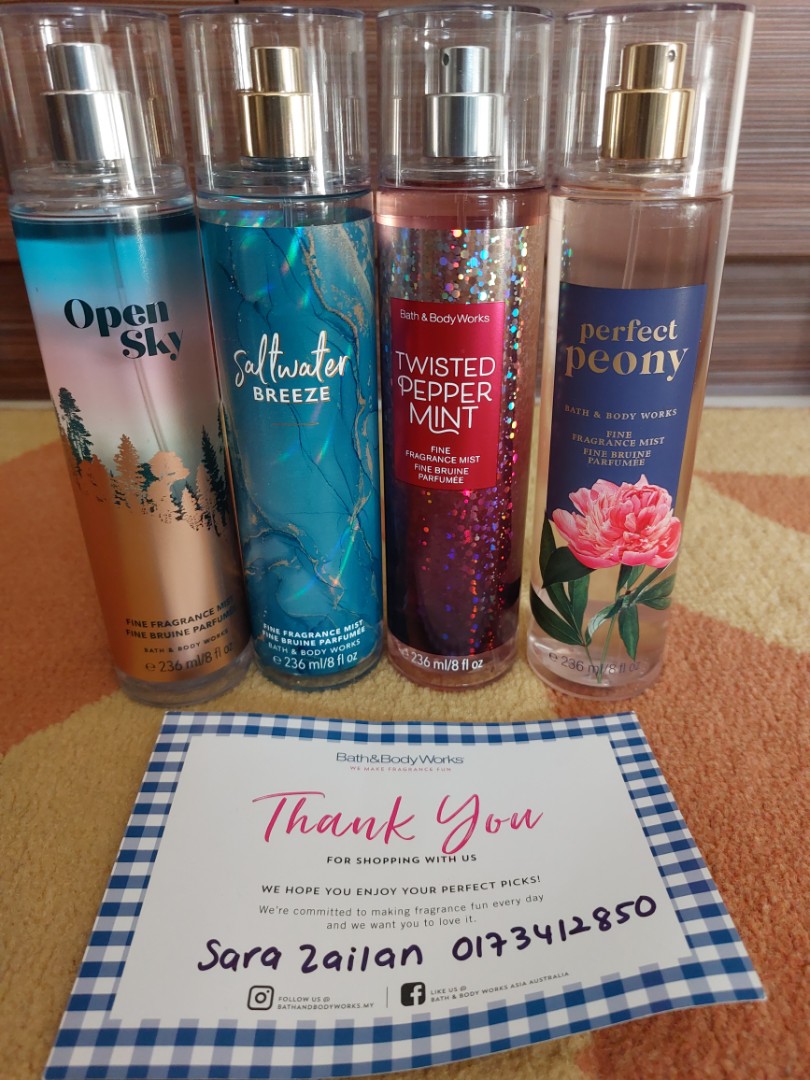 Open
Sky
FINE FRAGRANCE MIST
FINE BRUINE PARFUMÉE
BATH & BODY WORKS
e 236 ml/8 fl oz
Saltwater
BREEZE
FINE FRAGRANCE MIST
FINE BRUINE PARFUMÉE
BATH & BODY WORKS
e 236 ml/8 fl oz
Bath & Body Works
TWISTED
PEPPER
MINT
FINE
FRAGRANCE MIST
FINE BRUINE
PARFUMÉE
e 236 ml/8 fl oz
perfect
peony
BATH & BODY WORKS
FINE
FRAGRANCE MIST
FINE BRUINE
PARFUMÉE
e 236 ml/8 fl oz
Bath & Body Works
WE MAKE FRAGRANCE FUN
Thank You
FOR SHOPPING WITH US
WE HOPE YOU ENJOY YOUR PERFECT PICKS!
We're committed to making fragrance fun every day
and we want you to love it.
Sara Zailan 0173412850
FOLLOW US @
BATHANDBODYWORKS.MY
LIKE US @
BATH & BODY WORKS ASIA AUSTRALIA